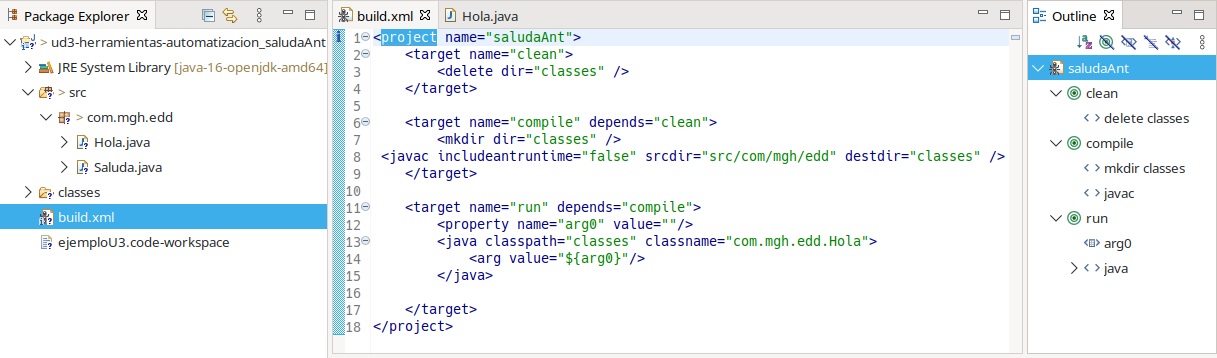 Package Explorer
> ud3-herramientas-automatizacion_saludaAnt
JRE System Library [java-16-openjdk-amd64]
> src
> com.mgh.edd
Hola.java
Saluda.java
classes
build.xml
ejemploU3.code-workspace
build.xml
Hola.java
1 <project name="saludaAnt">
2     <target name="clean">
3         <delete dir="classes" />
4     </target>
5
6     <target name="compile" depends="clean">
7         <mkdir dir="classes" />
8  <javac includeantruntime="false" srcdir="src/com/mgh/edd" destdir="classes" />
9     </target>
10
11     <target name="run" depends="compile">
12         <property name="arg0" value=""/>
13         <java classpath="classes" classname="com.mgh.edd.Hola">
14             <arg value="${arg0}"/>
15         </java>
16
17     </target>
18 </project>
Outline
saludaAnt
clean
delete classes
compile
mkdir classes
javac
run
arg0
java